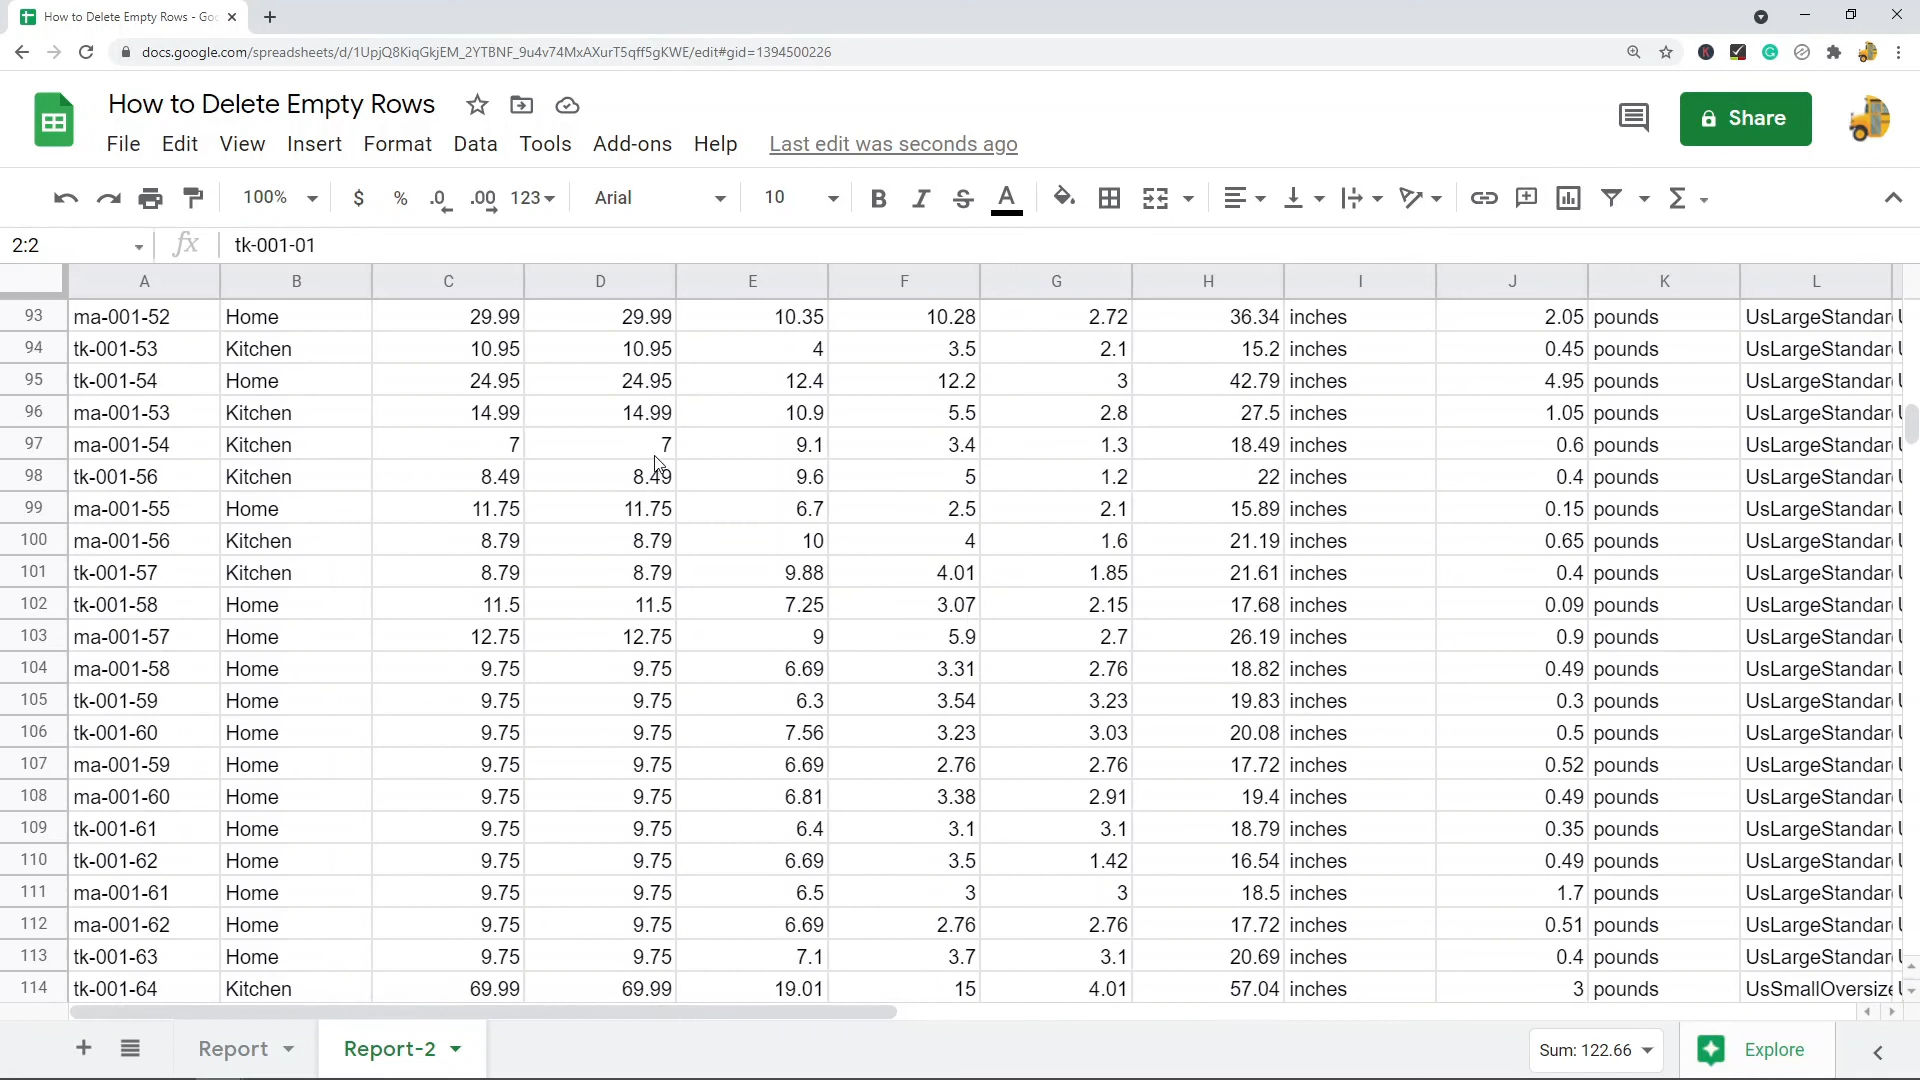 How to Delete Empty Rows - Goo
docs.google.com/spreadsheets/d/1UpjQ8KiqGkjEM_2YTBNF_9u4v74MxAXurT5qff5gKWE/edit#gid=1394500226
How to Delete Empty Rows
Share
File Edit View Insert Format Data Tools Add-ons Help Last edit was seconds ago
100% $ % .0 .00 123 Arial 10 B I S A
2:2 fx tk-001-01
A B C D E F G H I J K L
93 ma-001-52 Home 29.99 29.99 10.35 10.28 2.72 36.34 inches 2.05 pounds UsLargeStandar
94 tk-001-53 Kitchen 10.95 10.95 4 3.5 2.1 15.2 inches 0.45 pounds UsLargeStandar
95 tk-001-54 Home 24.95 24.95 12.4 12.2 3 42.79 inches 4.95 pounds UsLargeStandar
96 ma-001-53 Kitchen 14.99 14.99 10.9 5.5 2.8 27.5 inches 1.05 pounds UsLargeStandar
97 ma-001-54 Kitchen 7 7 9.1 3.4 1.3 18.49 inches 0.6 pounds UsLargeStandar
98 tk-001-56 Kitchen 8.49 8.49 9.6 5 1.2 22 inches 0.4 pounds UsLargeStandar
99 ma-001-55 Home 11.75 11.75 6.7 2.5 2.1 15.89 inches 0.15 pounds UsLargeStandar
100 ma-001-56 Kitchen 8.79 8.79 10 4 1.6 21.19 inches 0.65 pounds UsLargeStandar
101 tk-001-57 Kitchen 8.79 8.79 9.88 4.01 1.85 21.61 inches 0.4 pounds UsLargeStandar
102 tk-001-58 Home 11.5 11.5 7.25 3.07 2.15 17.68 inches 0.09 pounds UsLargeStandar
103 ma-001-57 Home 12.75 12.75 9 5.9 2.7 26.19 inches 0.9 pounds UsLargeStandar
104 ma-001-58 Home 9.75 9.75 6.69 3.31 2.76 18.82 inches 0.49 pounds UsLargeStandar
105 tk-001-59 Home 9.75 9.75 6.3 3.54 3.23 19.83 inches 0.3 pounds UsLargeStandar
106 tk-001-60 Home 9.75 9.75 7.56 3.23 3.03 20.08 inches 0.5 pounds UsLargeStandar
107 ma-001-59 Home 9.75 9.75 6.69 2.76 2.76 17.72 inches 0.52 pounds UsLargeStandar
108 ma-001-60 Home 9.75 9.75 6.81 3.38 2.91 19.4 inches 0.49 pounds UsLargeStandar
109 tk-001-61 Home 9.75 9.75 6.4 3.1 3.1 18.79 inches 0.35 pounds UsLargeStandar
110 tk-001-62 Home 9.75 9.75 6.69 3.5 1.42 16.54 inches 0.49 pounds UsLargeStandar
111 ma-001-61 Home 9.75 9.75 6.5 3 3 18.5 inches 1.7 pounds UsLargeStandar
112 ma-001-62 Home 9.75 9.75 6.69 2.76 2.76 17.72 inches 0.51 pounds UsLargeStandar
113 tk-001-63 Home 9.75 9.75 7.1 3.7 3.1 20.69 inches 0.4 pounds UsLargeStandar
114 tk-001-64 Kitchen 69.99 69.99 19.01 15 4.01 57.04 inches 3 pounds UsSmallOversize
Report Report-2 Sum: 122.66 Explore